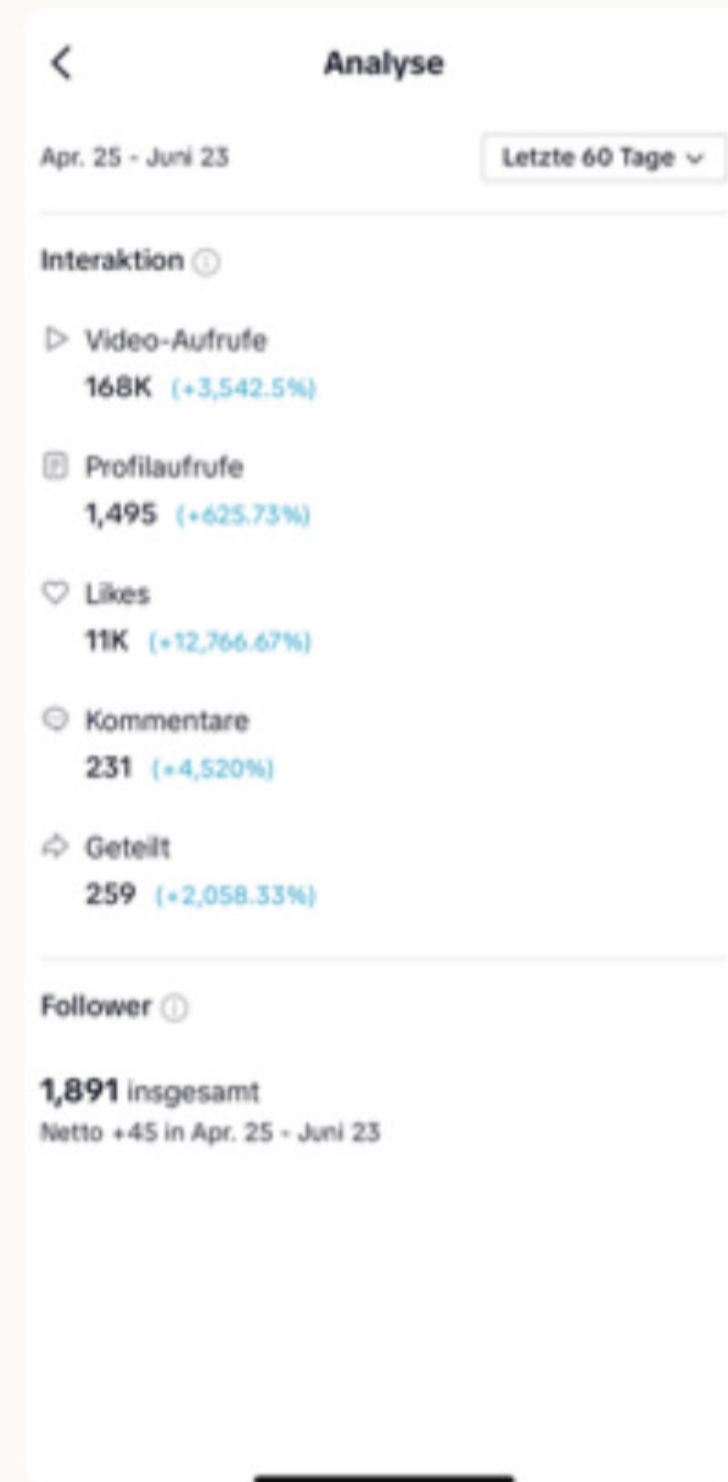 Analyse
Apr. 25 - Juni 23
Letzte 60 Tage
Interaktion
Video-Aufrufe
168K (+3,542.5%)
Profilaufrufe
1,495 (+625.73%)
Likes
11K (+12,766.67%)
Kommentare
231 (+4,520%)
Geteilt
259 (+2,058.33%)
Follower
1,891 insgesamt
Netto +45 in Apr. 25 - Juni 23